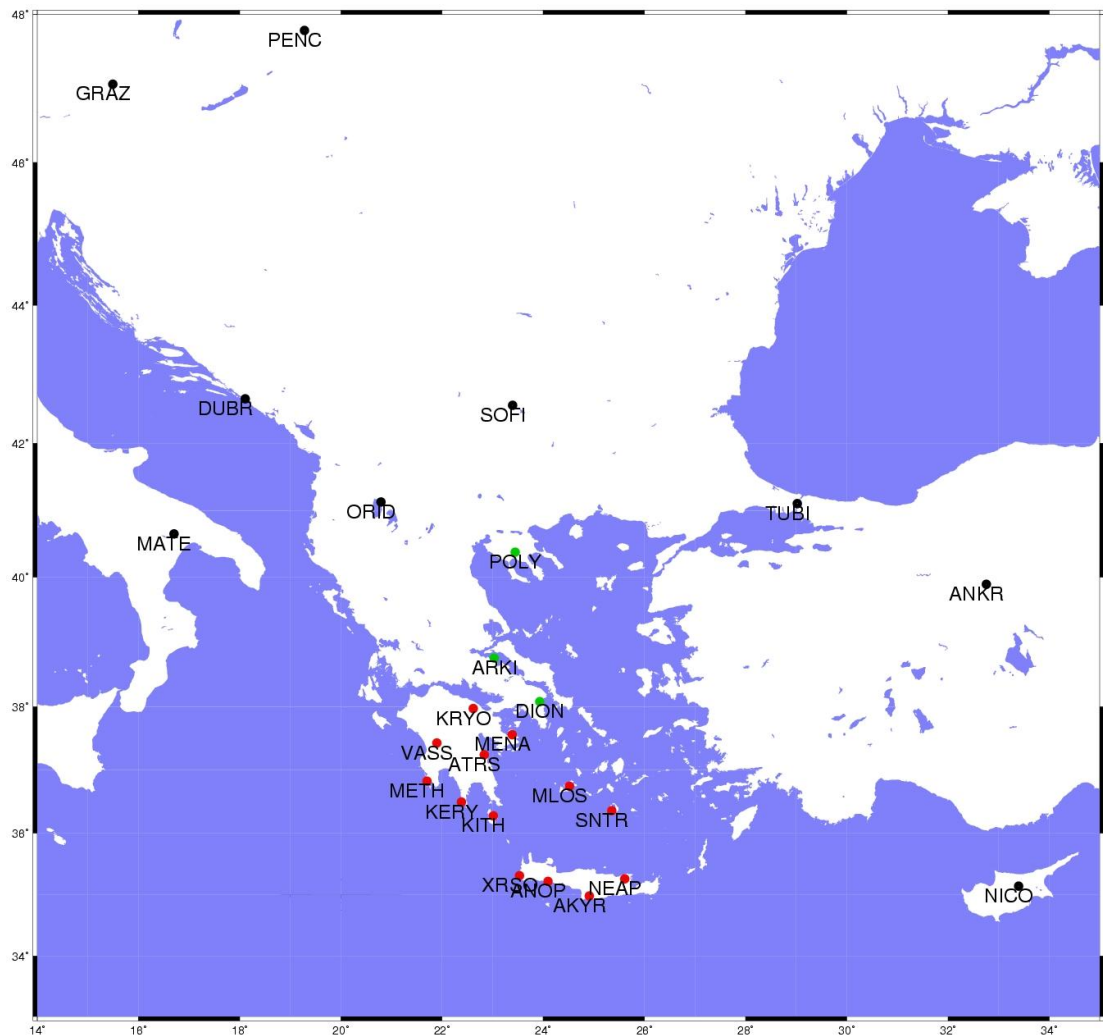 48°
PENC
GRAZ
46°
44°
DUBR
SOFI
42°
ORID
TUBI
MATE
POLY
40°
ANKR
ARKI
38°
KRYO
DION
VASS
MENA
ATRS
METH
MLOS
KERY
SNTR
KITH
36°
XRSO
ANOP
NEAP
AKYR
NICO
34°
14°
16°
18°
20°
22°
24°
26°
28°
30°
32°
34°